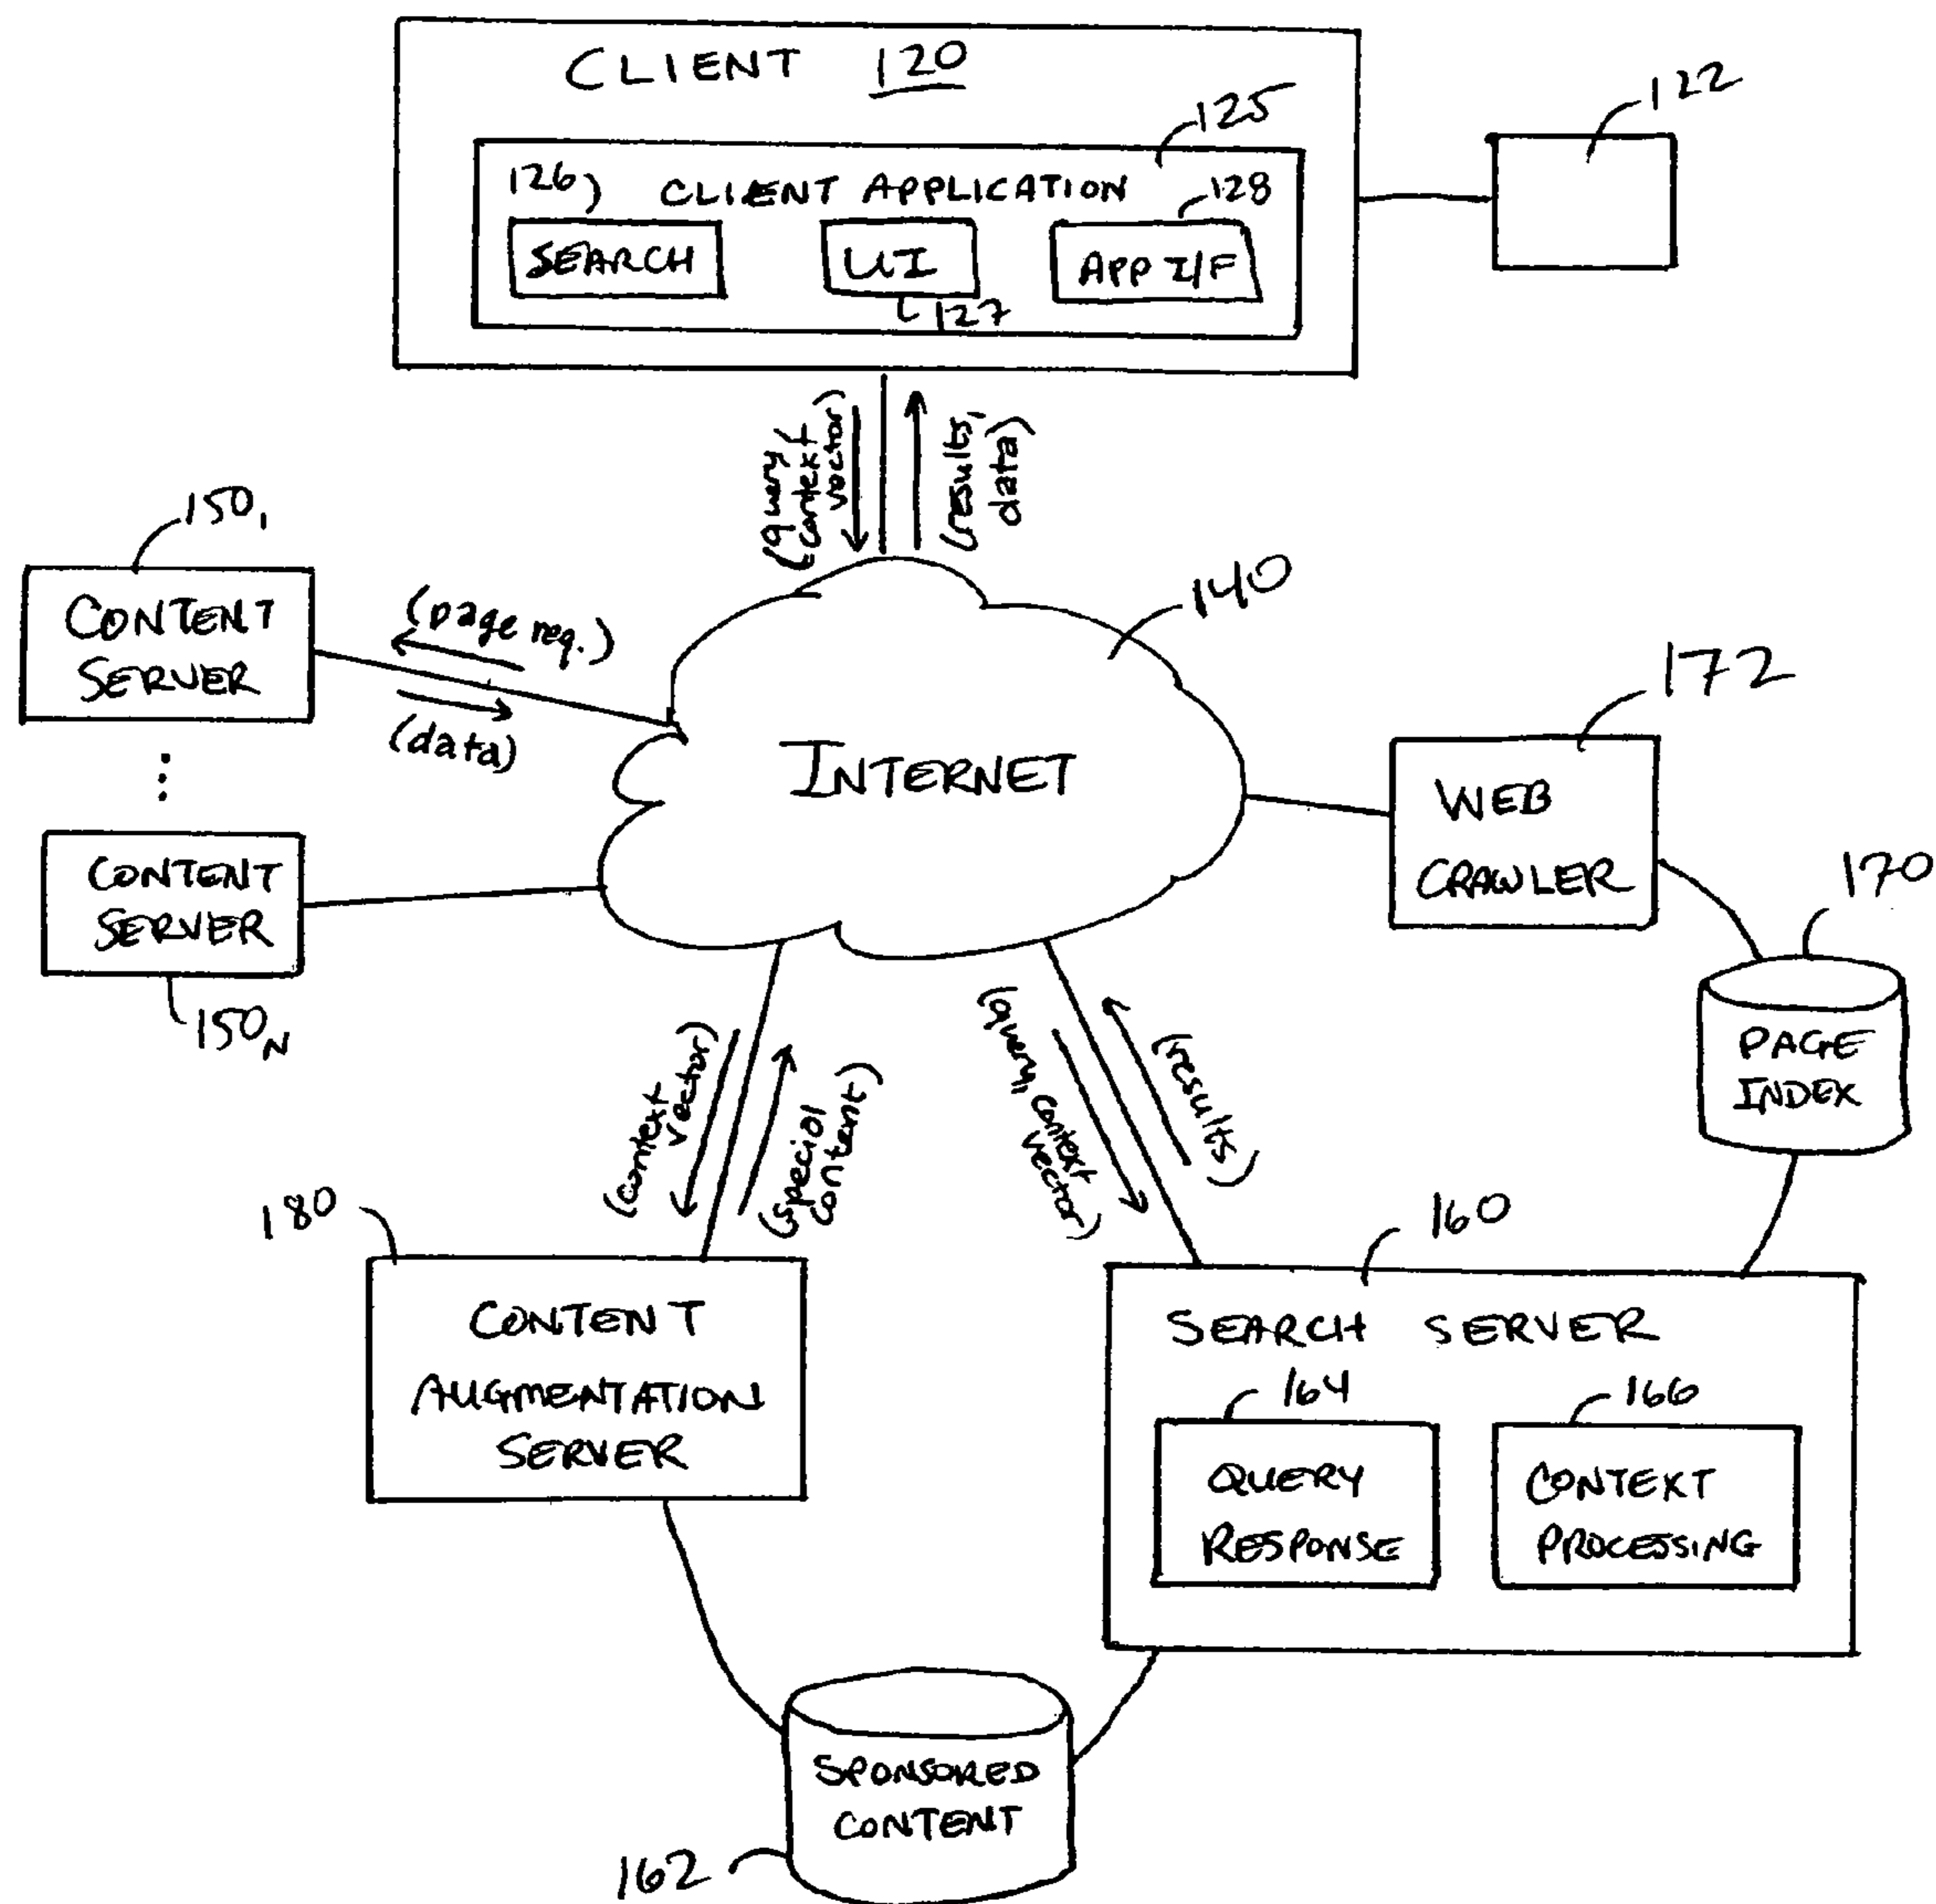 CLIENT 120
125
122
126) CLIENT APPLICATION
128
SEARCH
UI
APP I/F
127
(query/
context
vector)
(results,
data)
150₁
CONTENT
SERVER
(page req.)
(data)
140
INTERNET
172
WEB
CRAWLER
170
PAGE
INDEX
CONTENT
SERVER
150N
(context
vector)
(special
content)
(query, context
vector)
(results)
180
CONTENT
AUGMENTATION
SERVER
160
SEARCH SERVER
164
166
QUERY
RESPONSE
CONTEXT
PROCESSING
SPONSORED
CONTENT
162